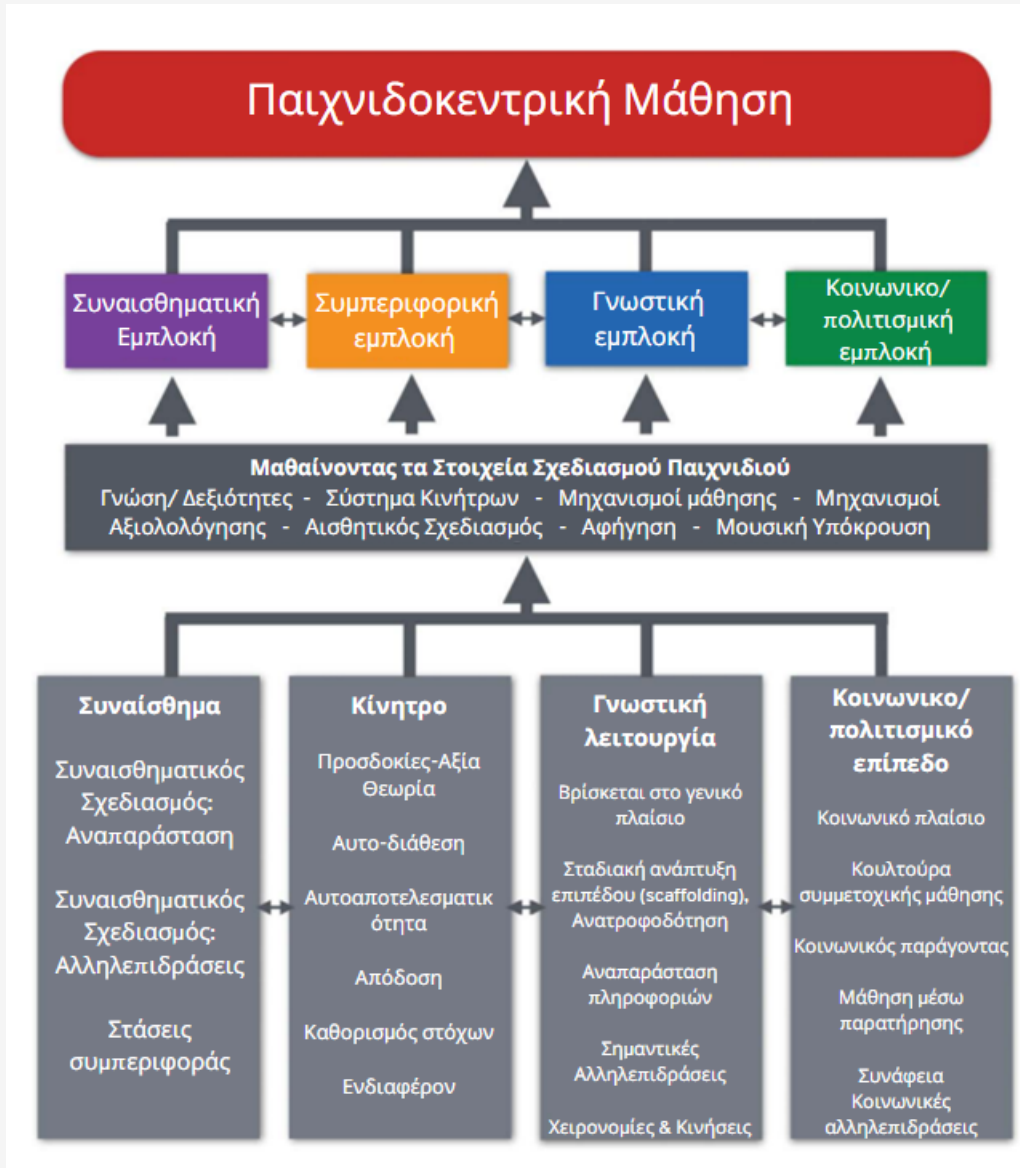 Παιχνιδοκεντρική Μάθηση
Συναισθηματική
Εμπλοκή
Συμπεριφορική
εμπλοκή
Γνωστική
εμπλοκή
Κοινωνικο/
πολιτισμική
εμπλοκή
Μαθαίνοντας τα Στοιχεία Σχεδιασμού Παιχνιδιού
Γνώση/ Δεξιότητες - Σύστημα Κινήτρων - Μηχανισμοί μάθησης - Μηχανισμοί
Αξιολολόγησης - Αισθητικός Σχεδιασμός - Αφήγηση - Μουσική Υπόκρουση
Συναίσθημα
Συναισθηματικός
Σχεδιασμός:
Αναπαράσταση
Συναισθηματικός
Σχεδιασμός:
Αλληλεπιδράσεις
Στάσεις
συμπεριφοράς
Κίνητρο
Προσδοκίες-Αξία
Θεωρία
Αυτο-διάθεση
Αυτοαποτελεσματικ
ότητα
Απόδοση
Καθορισμός στόχων
Ενδιαφέρον
Γνωστική
λειτουργία
Βρίσκεται στο γενικό
πλαίσιο
Σταδιακή ανάπτυξη
επιπέδου (scaffolding),
Ανατροφοδότηση
Αναπαράσταση
πληροφοριών
Σημαντικές
Αλληλεπιδράσεις
Χειρονομίες & Κινήσεις
Κοινωνικο/
πολιτισμικό
επίπεδο
Κοινωνικό πλαίσιο
Κουλτούρα
συμμετοχικής μάθησης
Κοινωνικός παράγοντας
Μάθηση μέσω
παρατήρησης
Συνάφεια
Κοινωνικές
αλληλεπιδράσεις